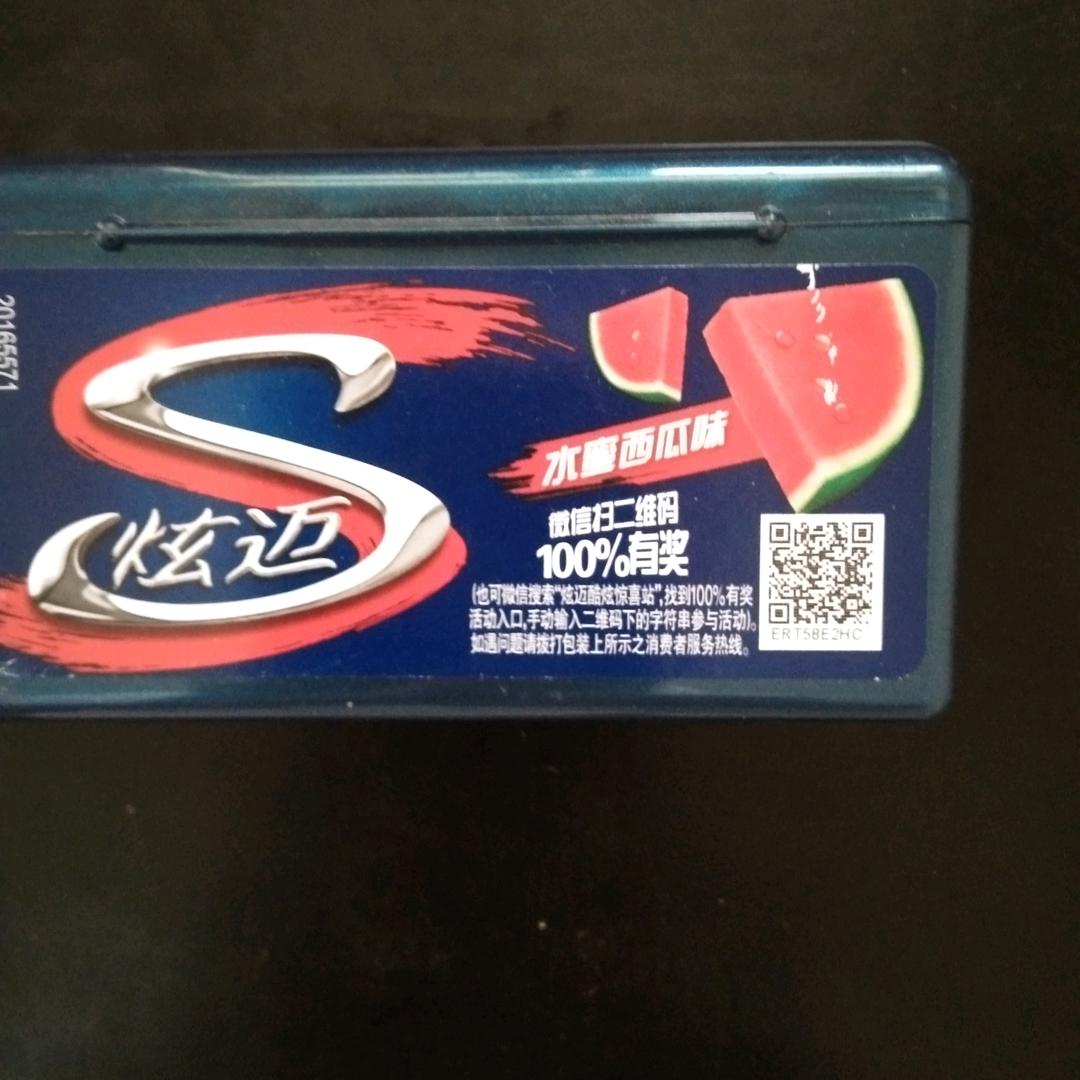 20165571
S
炫迈
水蜜西瓜味
微信扫二维码
100%有奖
(也可微信搜索“炫迈酷炫惊喜站”,找到100%有奖
活动入口,手动输入二维码下的字符串参与活动)。
如遇问题请拨打包装上所示之消费者服务热线。
ERT58E2HC